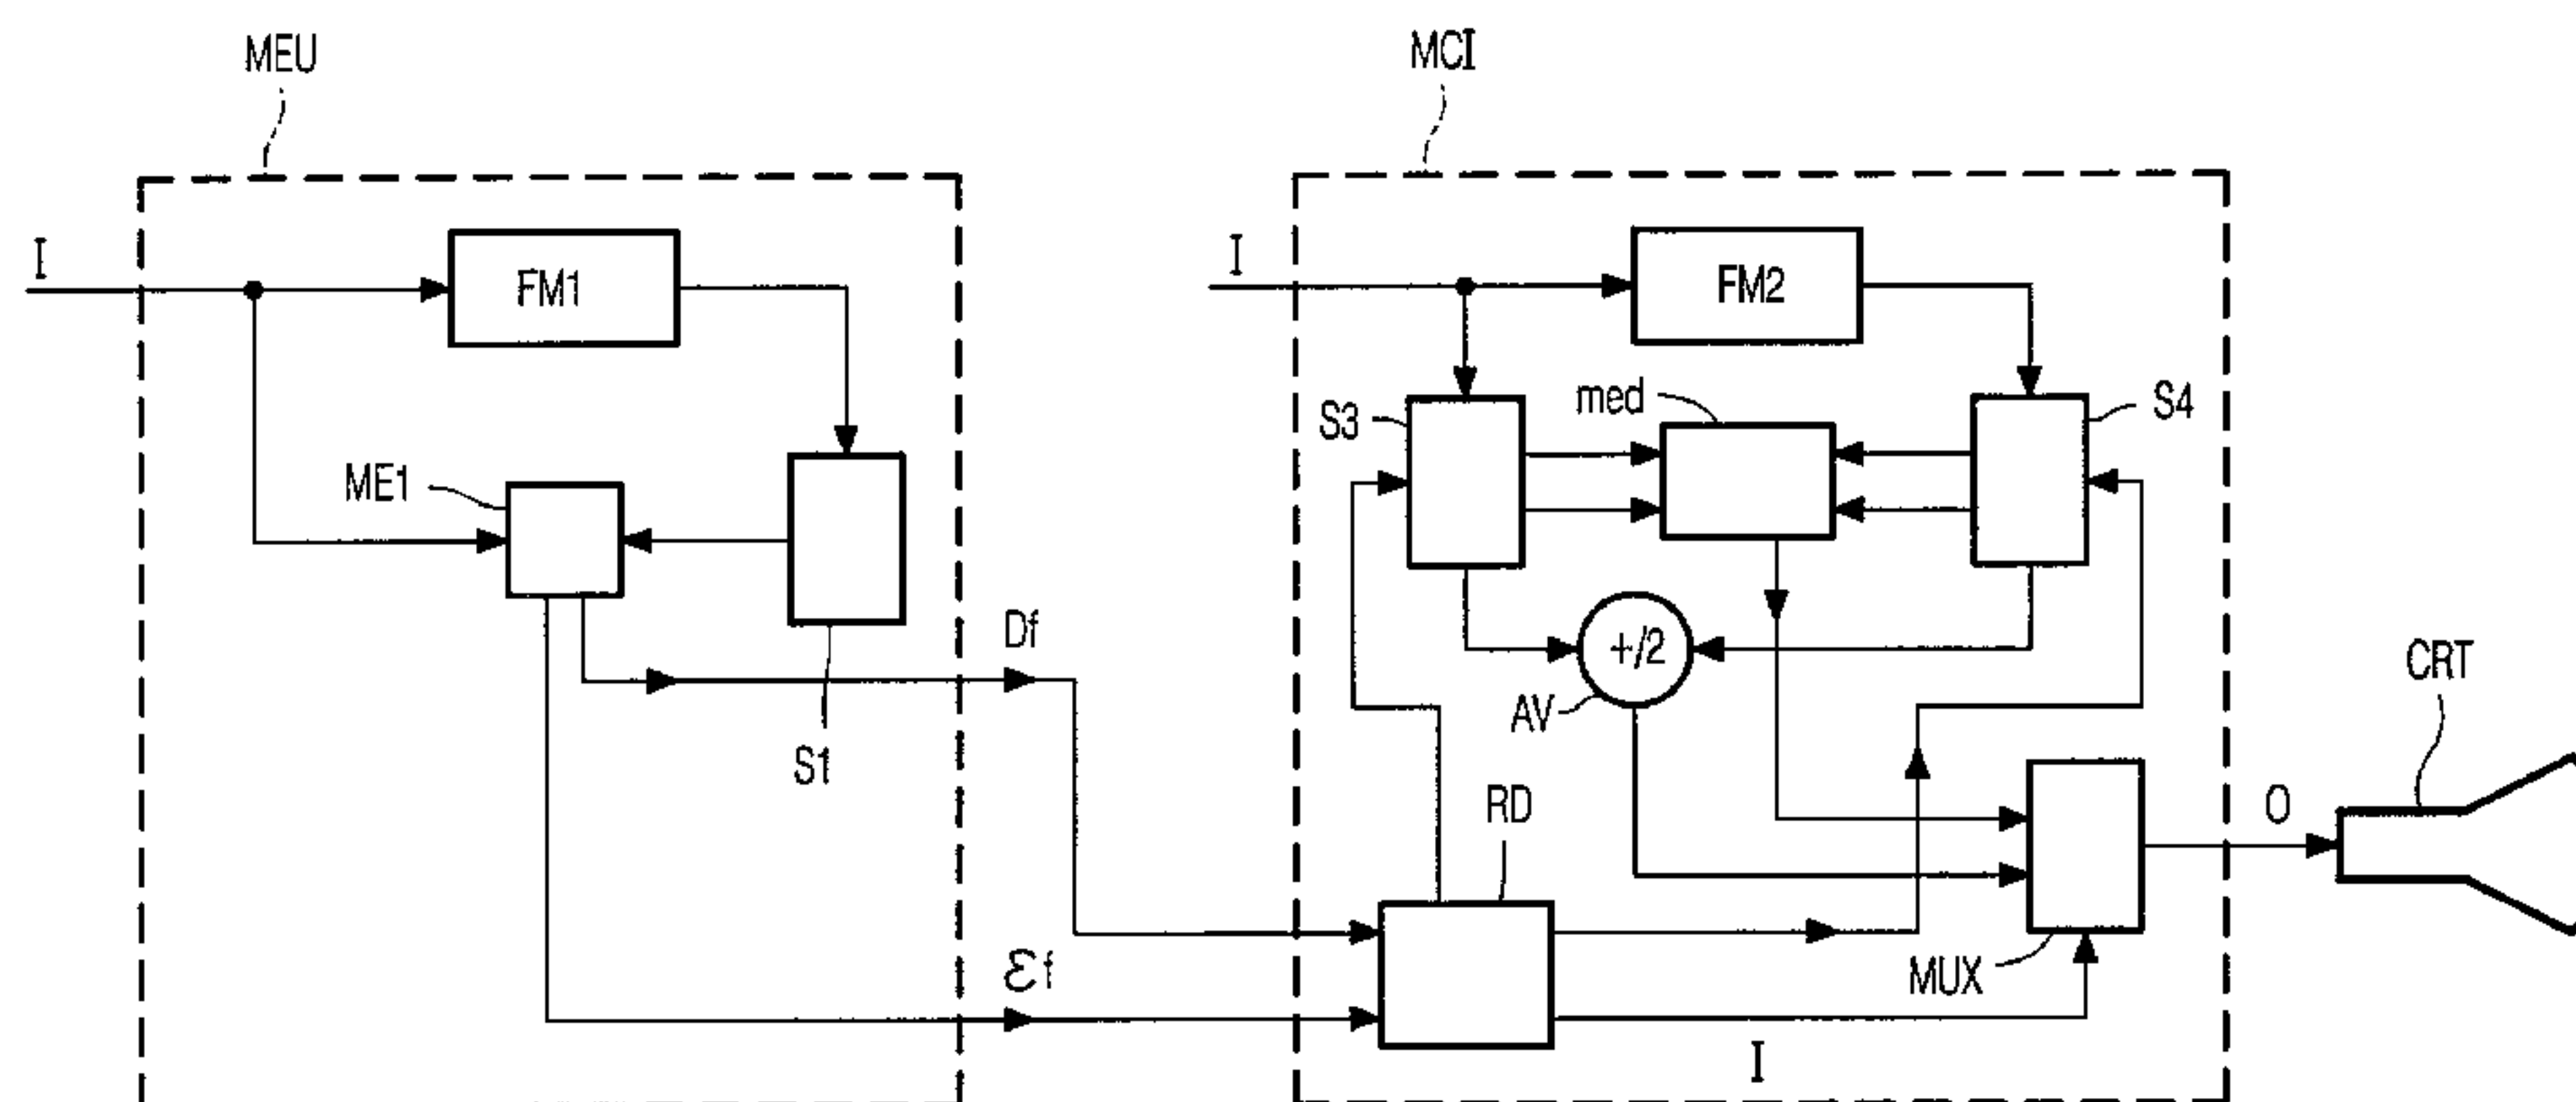 MEU
MCI
I
FM1
I
FM2
S3
med
S4
ME1
Df
+/2
AV
CRT
S1
RD
O
εf
MUX
I